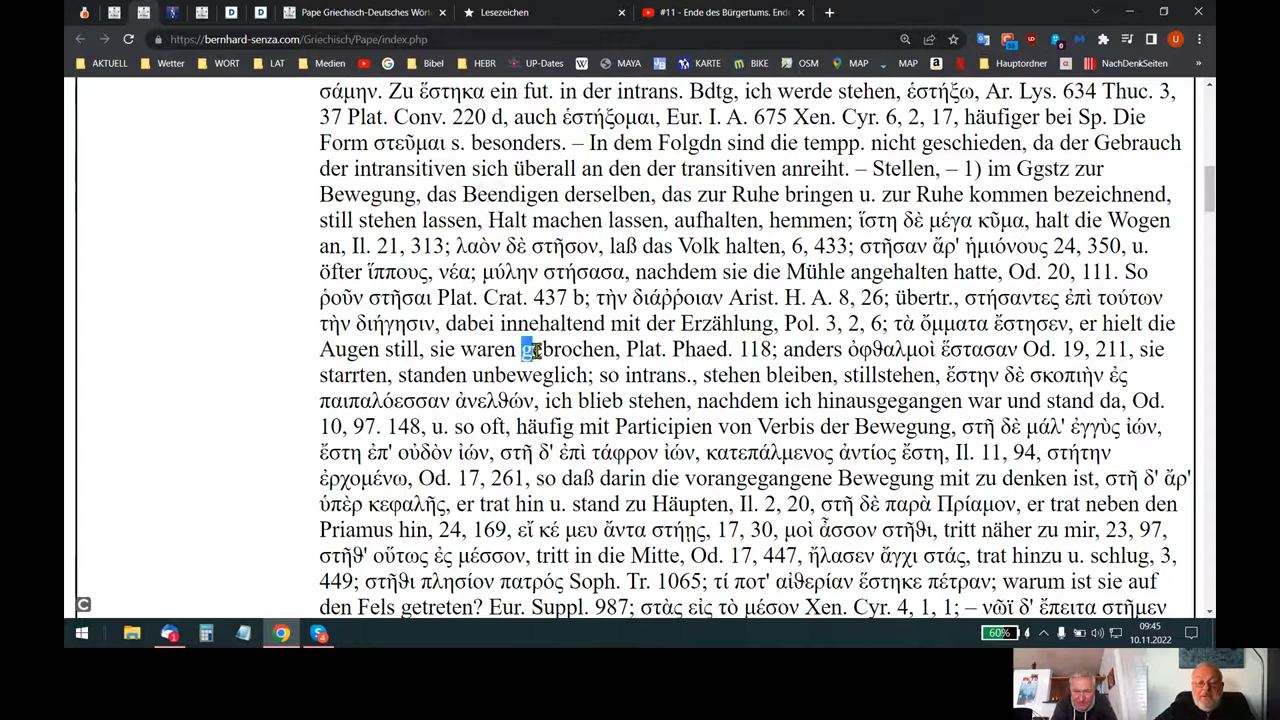 Pape Griechisch-Deutsches Wört
Lesezeichen
#11 - Ende des Bürgertums. Ende
https://bernhard-senza.com/Griechisch/Pape/index.php
AKTUELL
Wetter
WORT
LAT
Medien
Bibel
HEBR
UP-Dates
MAYA
KARTE
BIKE
OSM
MAP
MAP
Hauptordner
NachDenkSeiten
σάμην. Zu ἕστηκα ein fut. in der intrans. Bdtg, ich werde stehen, ἑστήξω, Ar. Lys. 634 Thuc. 3,
37 Plat. Conv. 220 d, auch ἑστήξομαι, Eur. I. A. 675 Xen. Cyr. 6, 2, 17, häufiger bei Sp. Die
Form στεῦμαι s. besonders. – In dem Folgdn sind die tempp. nicht geschieden, da der Gebrauch
der intransitiven sich überall an den der transitiven anreiht. – Stellen, – 1) im Ggstz zur
Bewegung, das Beendigen derselben, das zur Ruhe bringen u. zur Ruhe kommen bezeichnend,
still stehen lassen, Halt machen lassen, aufhalten, hemmen; ἵστη δὲ μέγα κῦμα, halt die Wogen
an, Il. 21, 313; λαὸν δὲ στῆσον, laß das Volk halten, 6, 433; στῆσαν ἄρ' ἡμιόνους 24, 350, u.
öfter ἵππους, νέα; μύλην στήσασα, nachdem sie die Mühle angehalten hatte, Od. 20, 111. So
ῥοῦν στῆσαι Plat. Crat. 437 b; τὴν διάῤῥοιαν Arist. H. A. 8, 26; übertr., στήσαντες ἐπὶ τούτων
τὴν διήγησιν, dabei innehaltend mit der Erzählung, Pol. 3, 2, 6; τὰ ὄμματα ἔστησεν, er hielt die
Augen still, sie waren gebrochen, Plat. Phaed. 118; anders ὀφθαλμοὶ ἕστασαν Od. 19, 211, sie
starrten, standen unbeweglich; so intrans., stehen bleiben, stillstehen, ἔστην δὲ σκοπιὴν ἐς
παιπαλόεσσαν ἀνελθών, ich blieb stehen, nachdem ich hinausgegangen war und stand da, Od.
10, 97. 148, u. so oft, häufig mit Participien von Verbis der Bewegung, στῆ δὲ μάλ' ἐγγὺς ἰών,
ἔστη ἐπ' οὐδὸν ἰών, στῆ δ' ἐπὶ τάφρον ἰών, κατεπάλμενος ἀντίος ἔστη, Il. 11, 94, στήτην
ἐρχομένω, Od. 17, 261, so daß darin die vorangegangene Bewegung mit zu denken ist, στῆ δ' ἄρ'
ὑπὲρ κεφαλῆς, er trat hin u. stand zu Häupten, Il. 2, 20, στῆ δὲ παρὰ Πρίαμον, er trat neben den
Priamus hin, 24, 169, εἴ κέ μευ ἄντα στήῃς, 17, 30, μοὶ ἆσσον στῆθι, tritt näher zu mir, 23, 97,
στῆθ' οὕτως ἐς μέσσον, tritt in die Mitte, Od. 17, 447, ἤλασεν ἄγχι στάς, trat hinzu u. schlug, 3,
449; στῆθι πλησίον πατρός Soph. Tr. 1065; τί ποτ' αἰθερίαν ἕστηκε πέτραν; warum ist sie auf
den Fels getreten? Eur. Suppl. 987; στὰς εἰς τὸ μέσον Xen. Cyr. 4, 1, 1; – νῶϊ δ' ἔπειτα στῆμεν
60%
09:45
10.11.2022